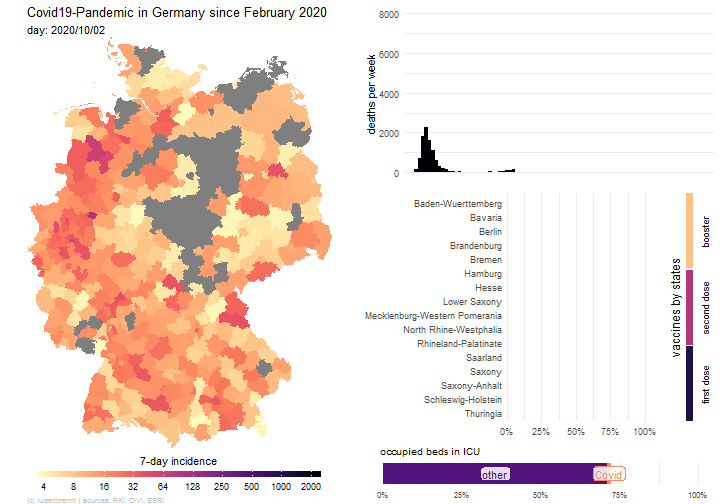 Covid19-Pandemic in Germany since February 2020
day: 2020/10/02
7-day incidence
4 8 16 32 64 125 250 500 1000 2000
(c) /u/zeitbrennt | sources: RKI, DIVI, ESRI
deaths per week
8000
6000
4000
2000
0
Baden-Wuerttemberg
Bavaria
Berlin
Brandenburg
Bremen
Hamburg
Hesse
Lower Saxony
Mecklenburg-Western Pomerania
North Rhine-Westphalia
Rhineland-Palatinate
Saarland
Saxony
Saxony-Anhalt
Schleswig-Holstein
Thuringia
0% 25% 50% 75% 100%
vaccines by states
booster
second dose
first dose
occupied beds in ICU
other
Covid
0% 25% 50% 75% 100%